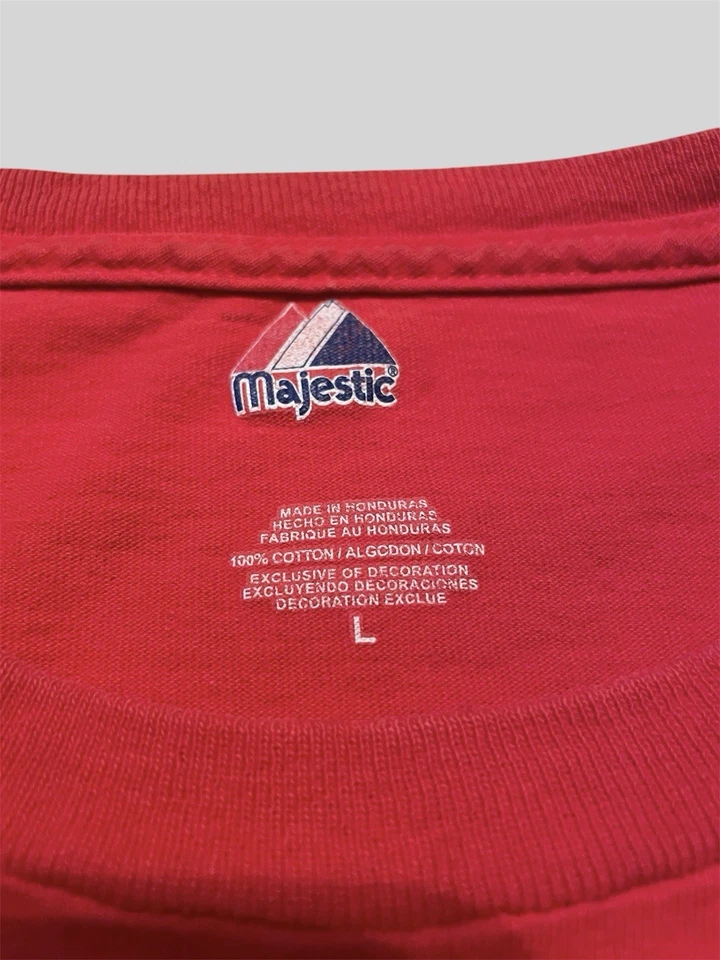 Majestic®
MADE IN HONDURAS
HECHO EN HONDURAS
FABRIQUE AU HONDURAS
100% COTTON / ALGODON / COTON
EXCLUSIVE OF DECORATION
EXCLUYENDO DECORACIONES
DECORATION EXCLUE
L